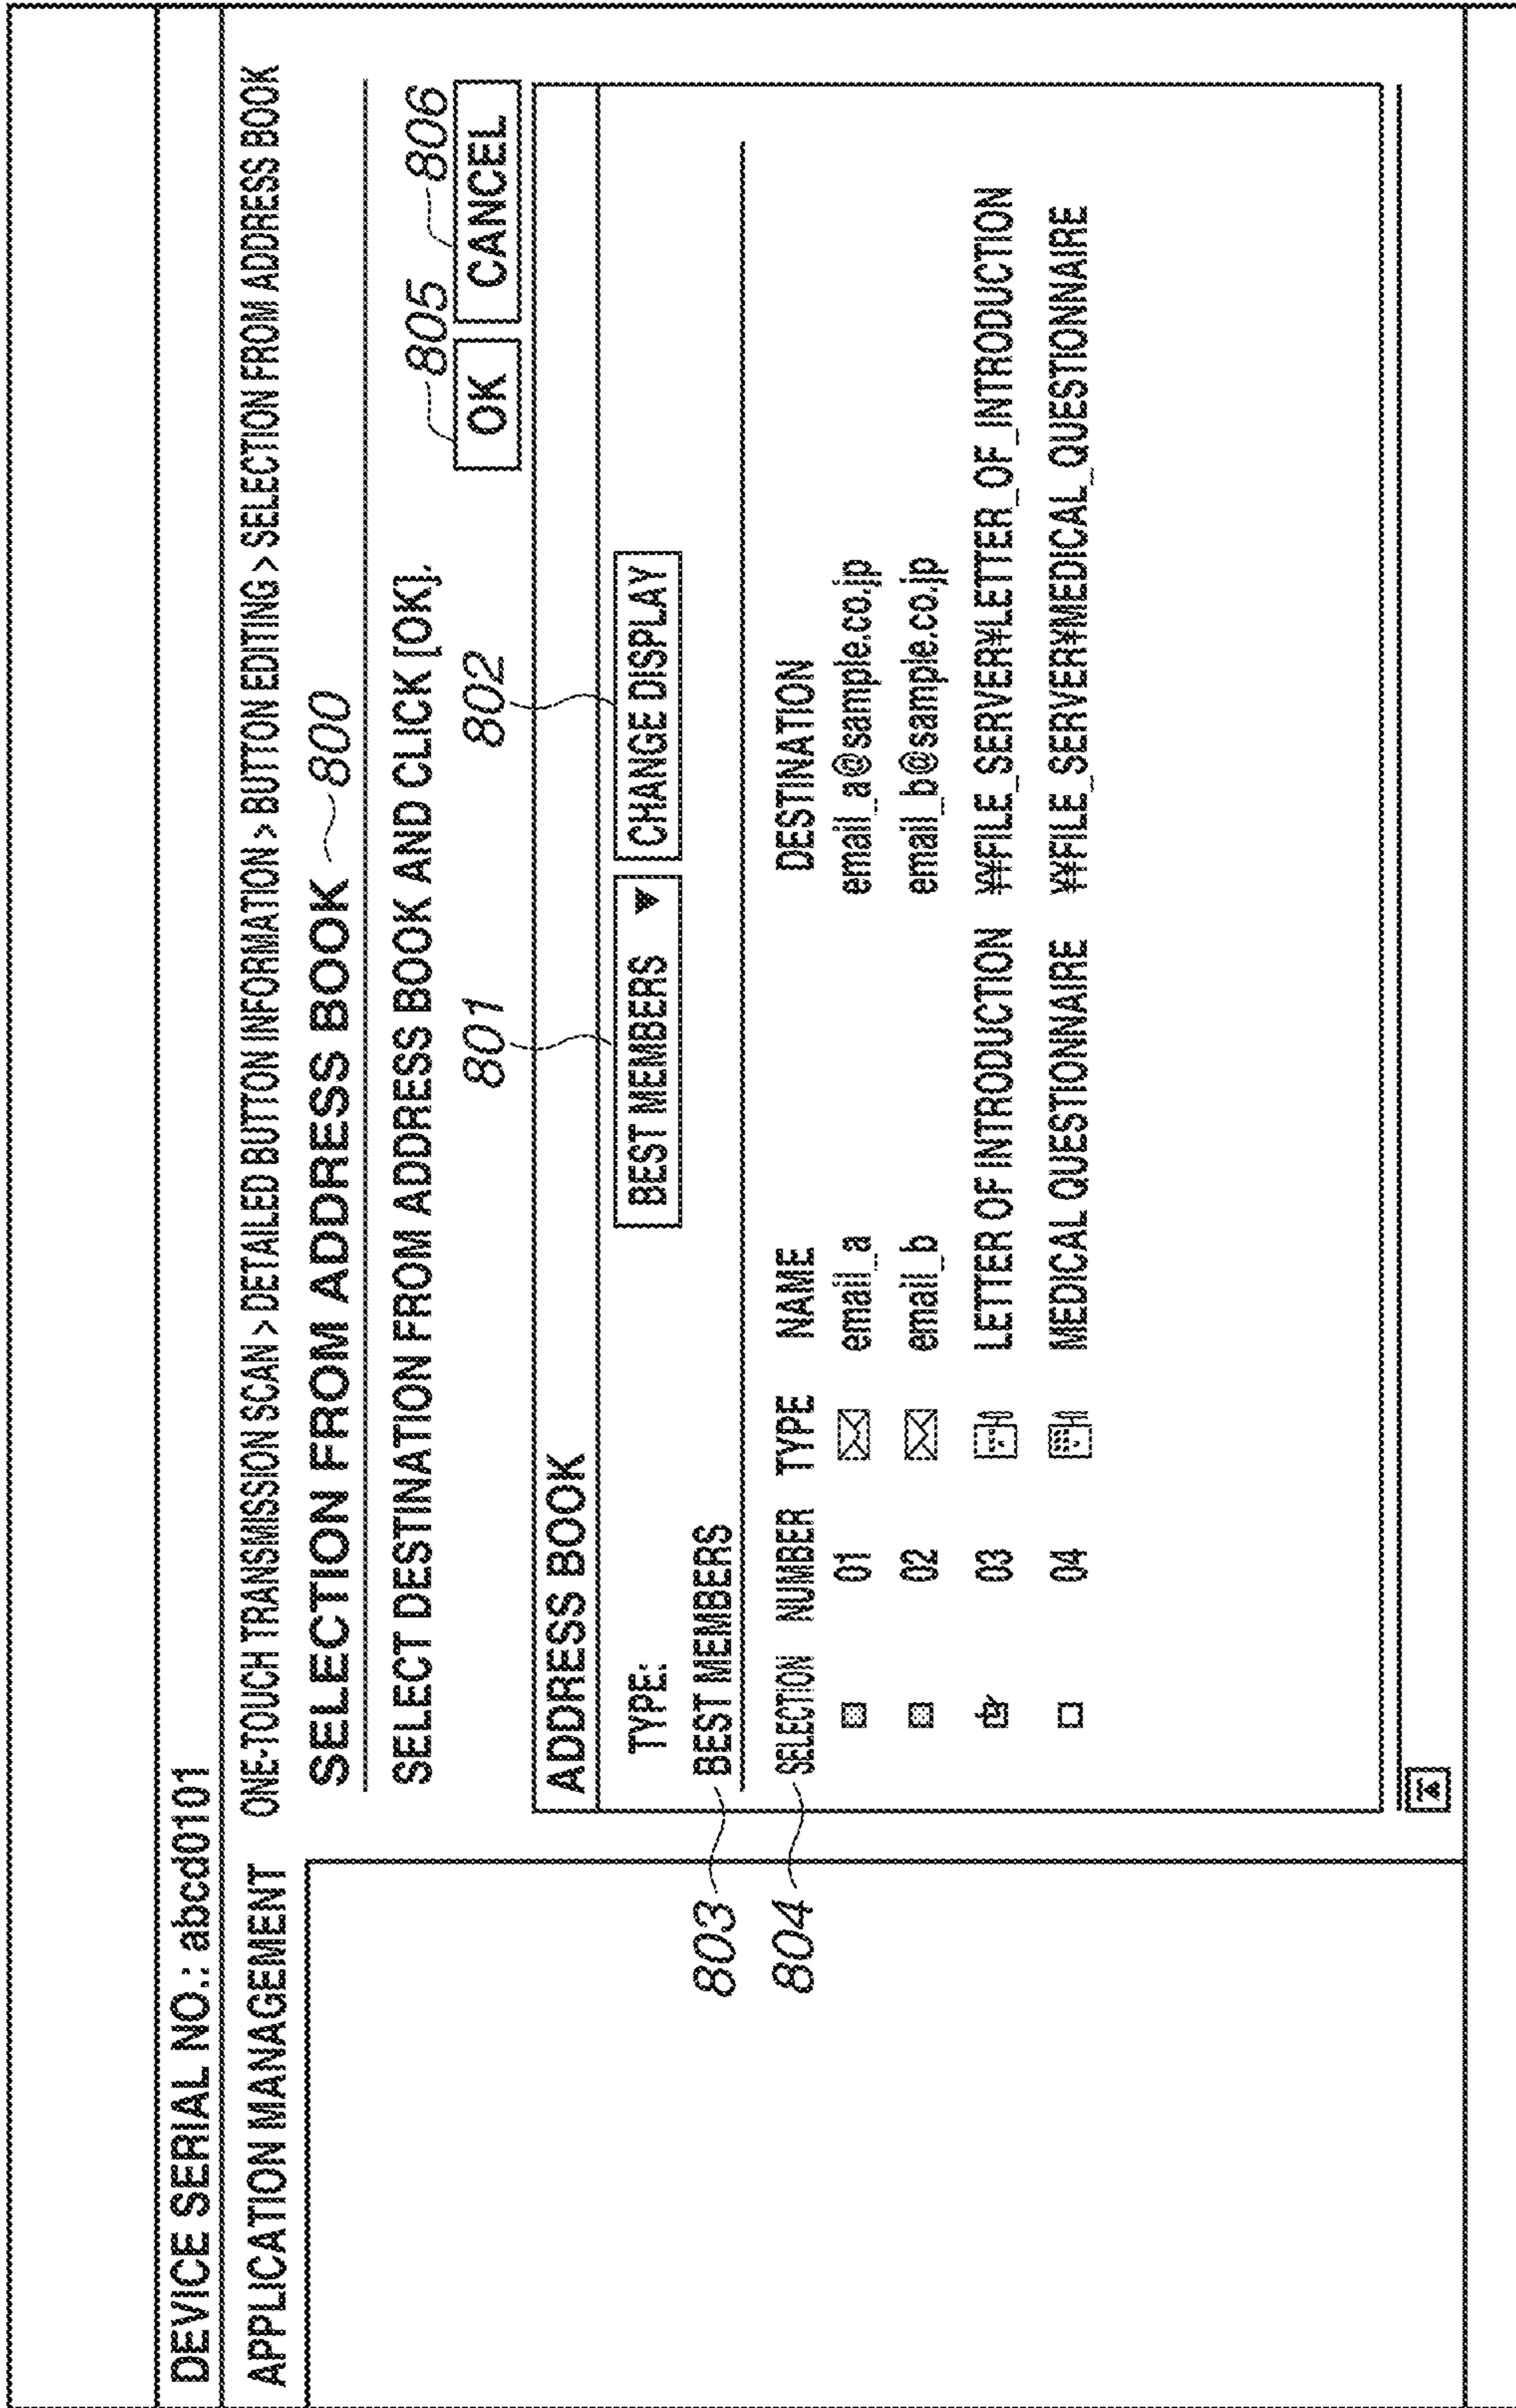 DEVICE SERIAL NO.: abcd0101
APPLICATION MANAGEMENT
ONE-TOUCH TRANSMISSION SCAN > DETAILED BUTTON INFORMATION > BUTTON EDITING > SELECTION FROM ADDRESS BOOK
SELECTION FROM ADDRESS BOOK 800
SELECT DESTINATION FROM ADDRESS BOOK AND CLICK [OK].
805 806
OK CANCEL
801 802
ADDRESS BOOK
TYPE: BEST MEMBERS ▼ CHANGE DISPLAY
803 BEST MEMBERS
804 SELECTION NUMBER TYPE NAME DESTINATION
01 email_a email_a@sample.co.jp
02 email_b email_b@sample.co.jp
03 LETTER OF INTRODUCTION ¥¥FILE_SERVER¥LETTER_OF_INTRODUCTION
04 MEDICAL QUESTIONNAIRE ¥¥FILE_SERVER¥MEDICAL_QUESTIONNAIRE